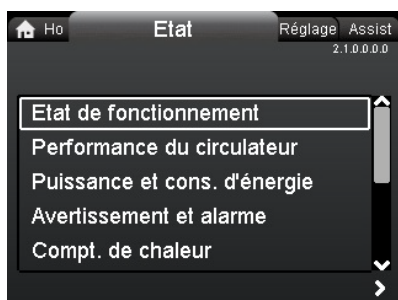 Ho Etat Réglage Assist
2.1.0.0.0.0
Etat de fonctionnement
Performance du circulateur
Puissance et cons. d'énergie
Avertissement et alarme
Compt. de chaleur